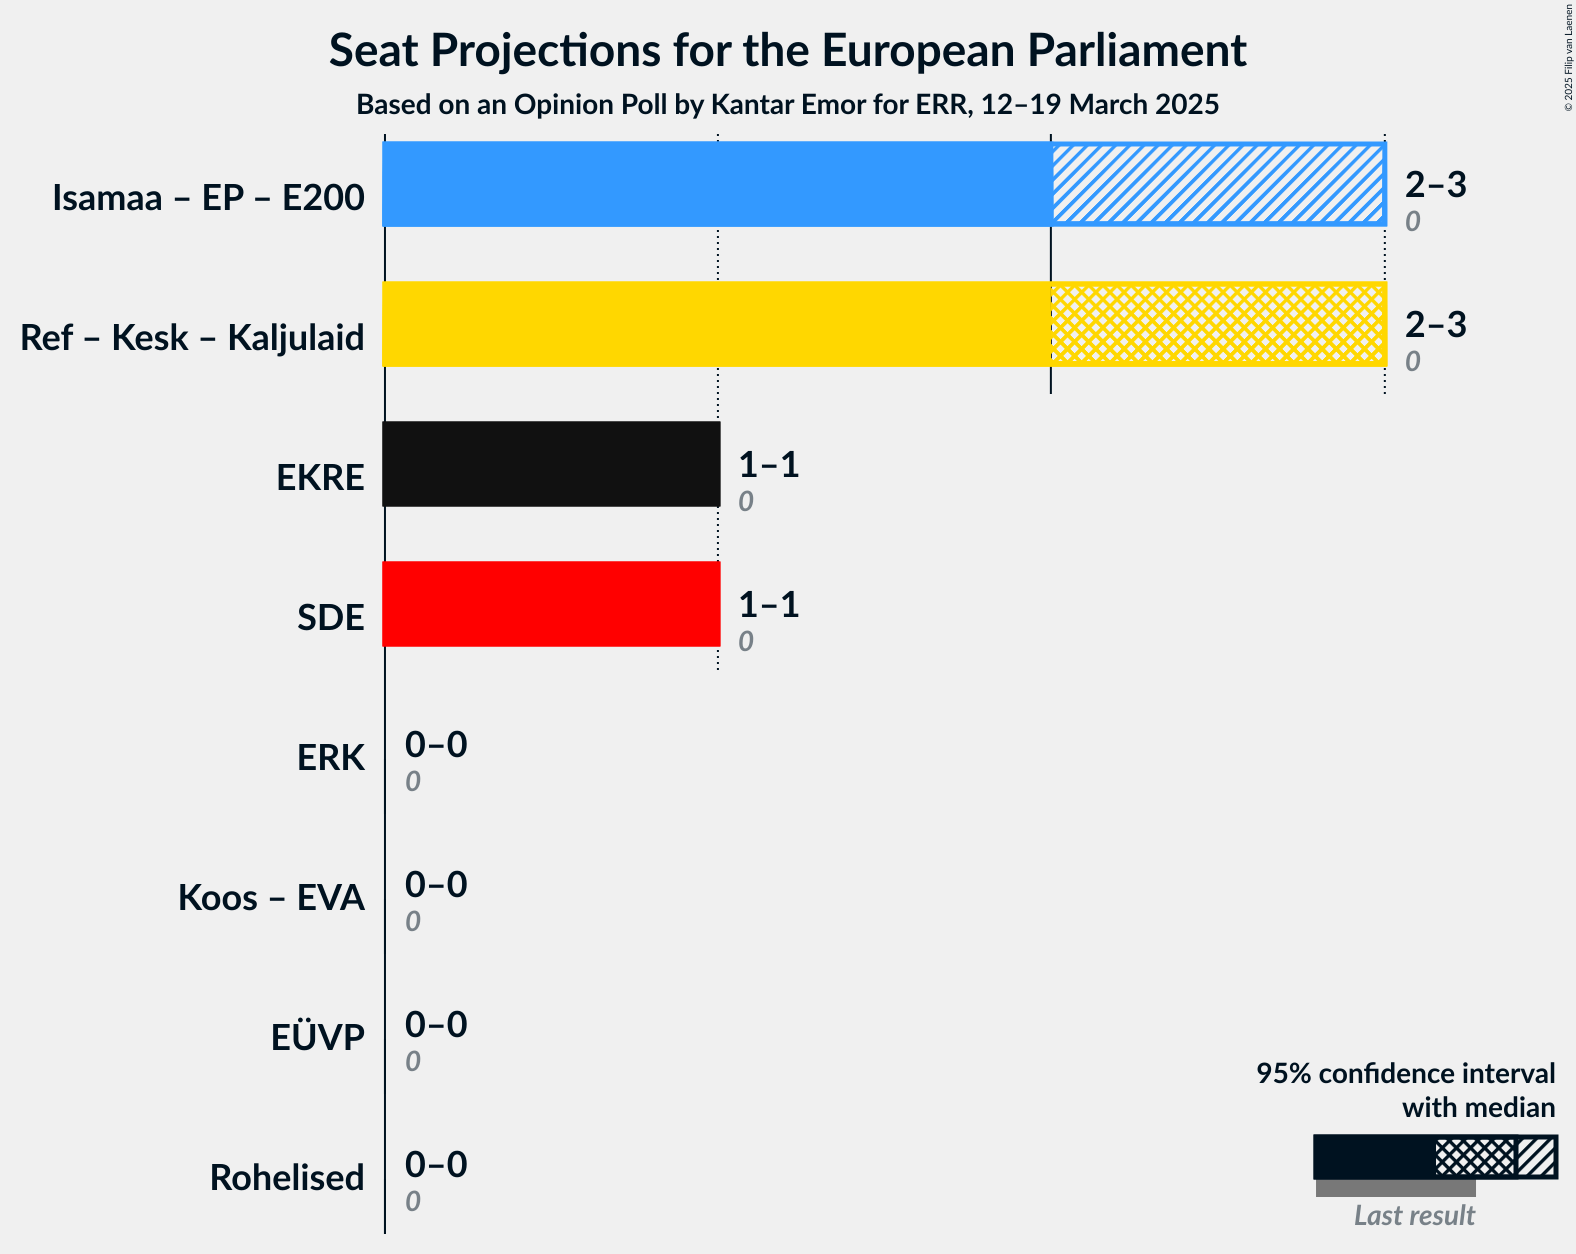 Seat Projections for the European Parliament
Based on an Opinion Poll by Kantar Emor for ERR, 12–19 March 2025
© 2025 Filip van Laenen
Isamaa – EP – E200
2–3
0
Ref – Kesk – Kaljulaid
2–3
0
EKRE
1–1
0
SDE
1–1
0
ERK
0–0
0
Koos – EVA
0–0
0
EÜVP
0–0
0
Rohelised
0–0
0
95% confidence interval
with median
Last result